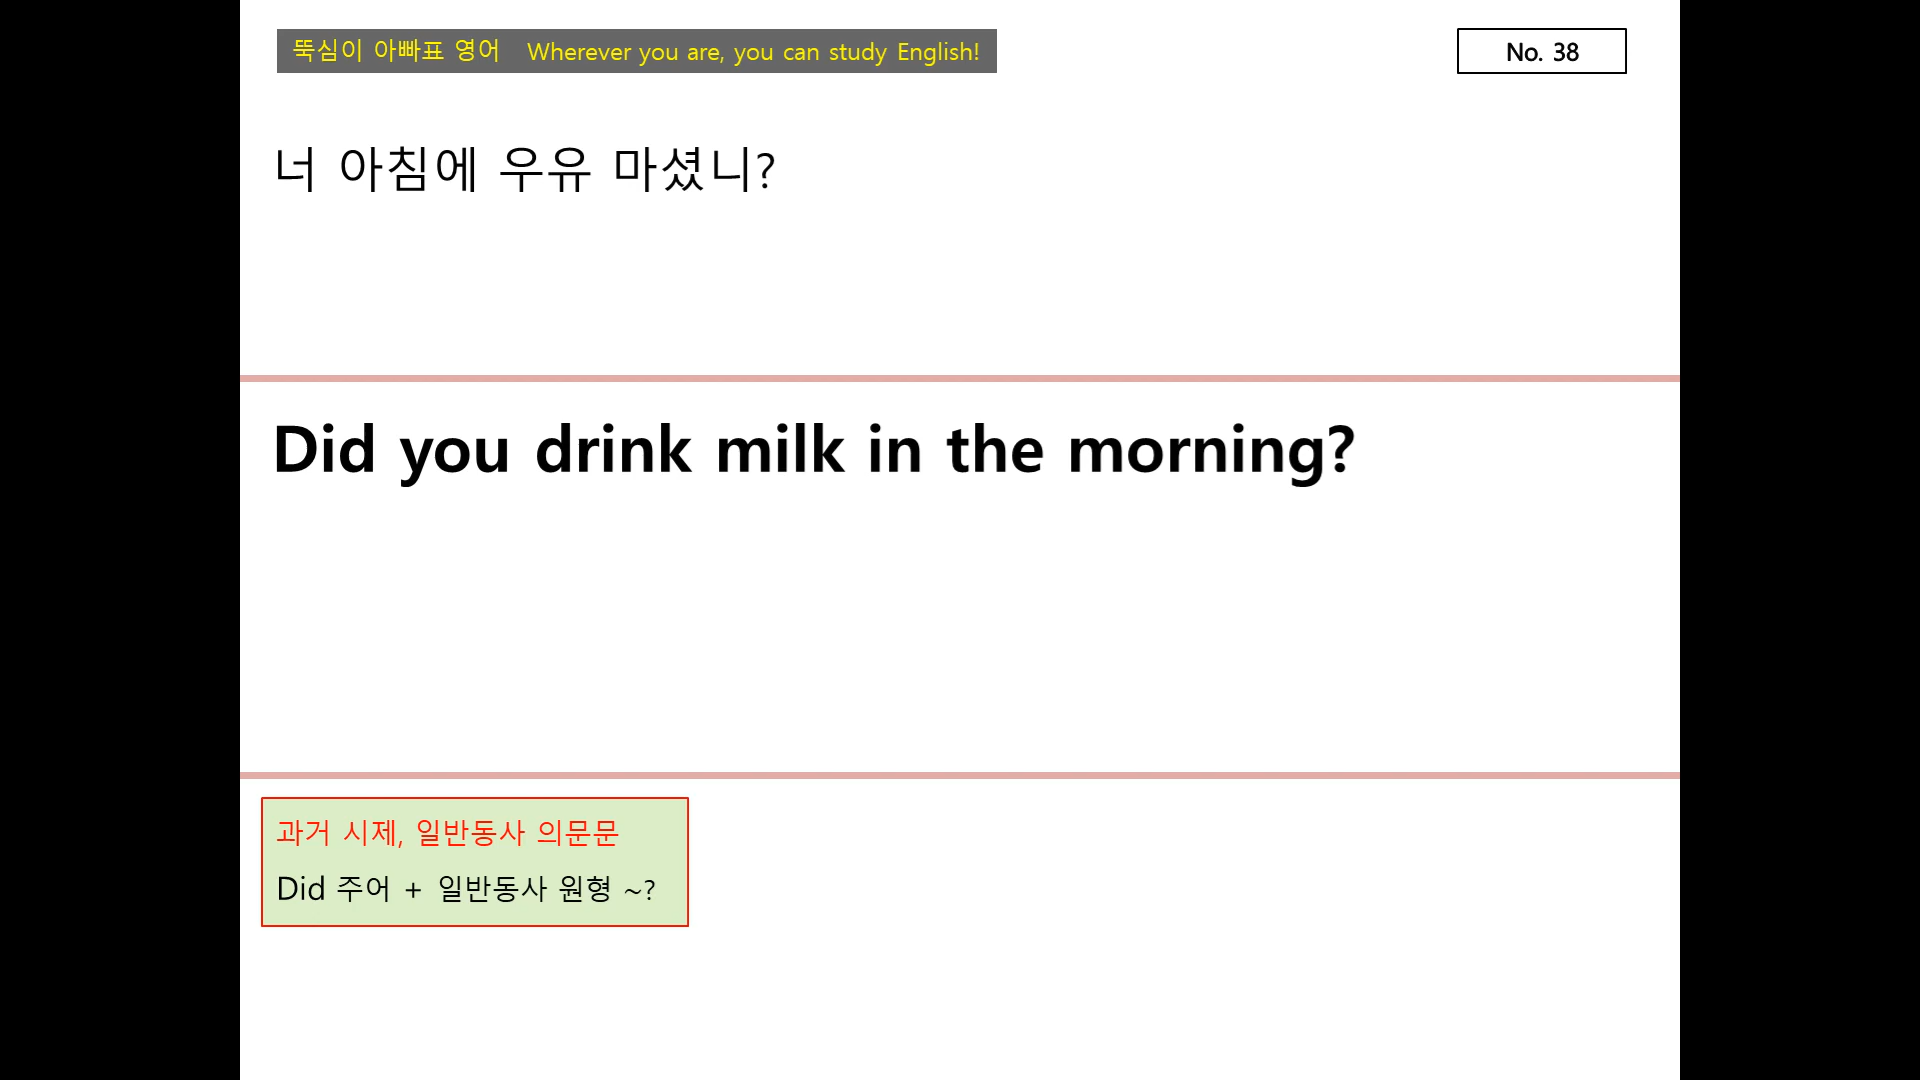 뚝심이 아빠표 영어 Wherever you are, you can study English!
No. 38
너 아침에 우유 마셨니?
Did you drink milk in the morning?
과거 시제, 일반동사 의문문
Did 주어 + 일반동사 원형 ~?